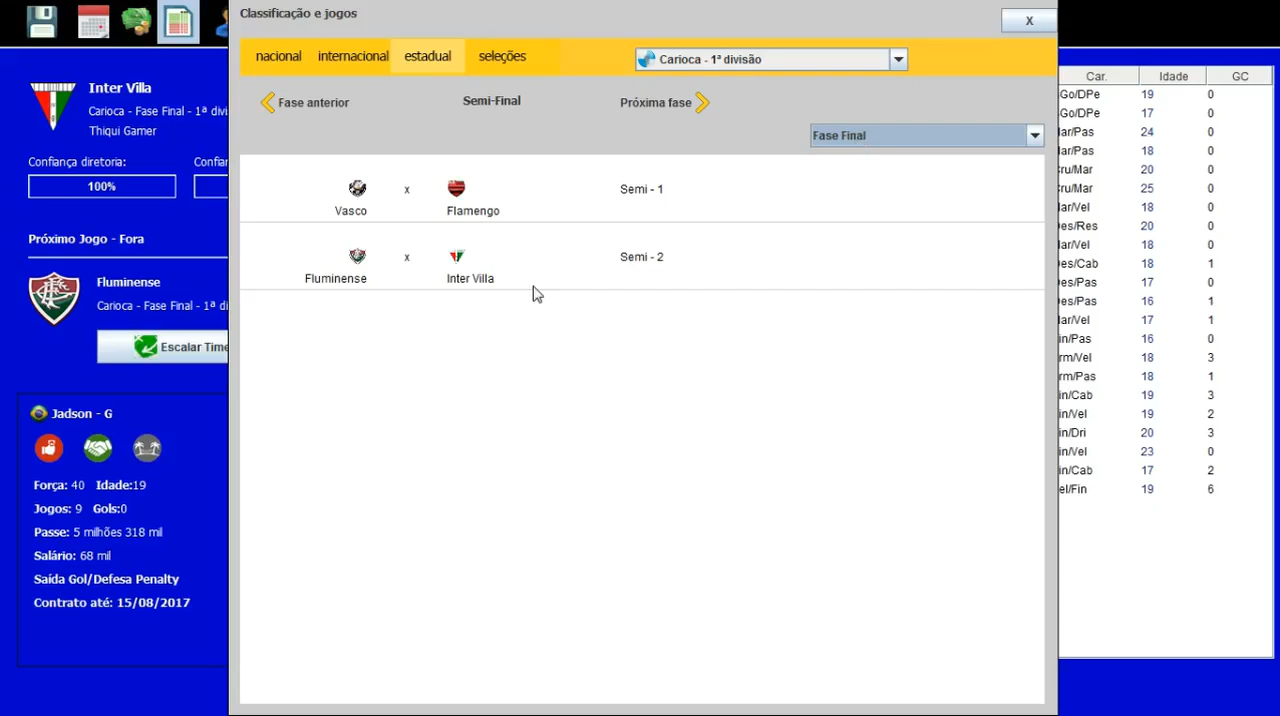 Classificação e jogos
X
nacional internacional estadual seleções
Carioca - 1ª divisão
Fase anterior Semi-Final Próxima fase
Fase Final
x Semi - 1
Vasco Flamengo
x Semi - 2
Fluminense Inter Villa
Inter Villa
Carioca - Fase Final - 1ª divi
Thiqui Gamer
Confiança diretoria: Confian
100%
Próximo Jogo - Fora
Fluminense
Carioca - Fase Final - 1ª di
Escalar Time
Jadson - G
Força: 40 Idade:19
Jogos: 9 Gols:0
Passe: 5 milhões 318 mil
Salário: 68 mil
Saída Gol/Defesa Penalty
Contrato até: 15/08/2017
Car. Idade GC
Go/DPe 19 0
Go/DPe 17 0
ar/Pas 24 0
ar/Pas 18 0
ru/Mar 20 0
ru/Mar 25 0
ar/Vel 18 0
es/Res 20 0
ar/Vel 18 0
es/Cab 18 1
es/Pas 17 0
es/Pas 16 1
ar/Vel 17 1
in/Pas 16 0
rm/Vel 18 3
rm/Pas 18 1
in/Cab 19 3
in/Vel 19 2
in/Dri 20 3
in/Vel 23 0
in/Cab 17 2
el/Fin 19 6